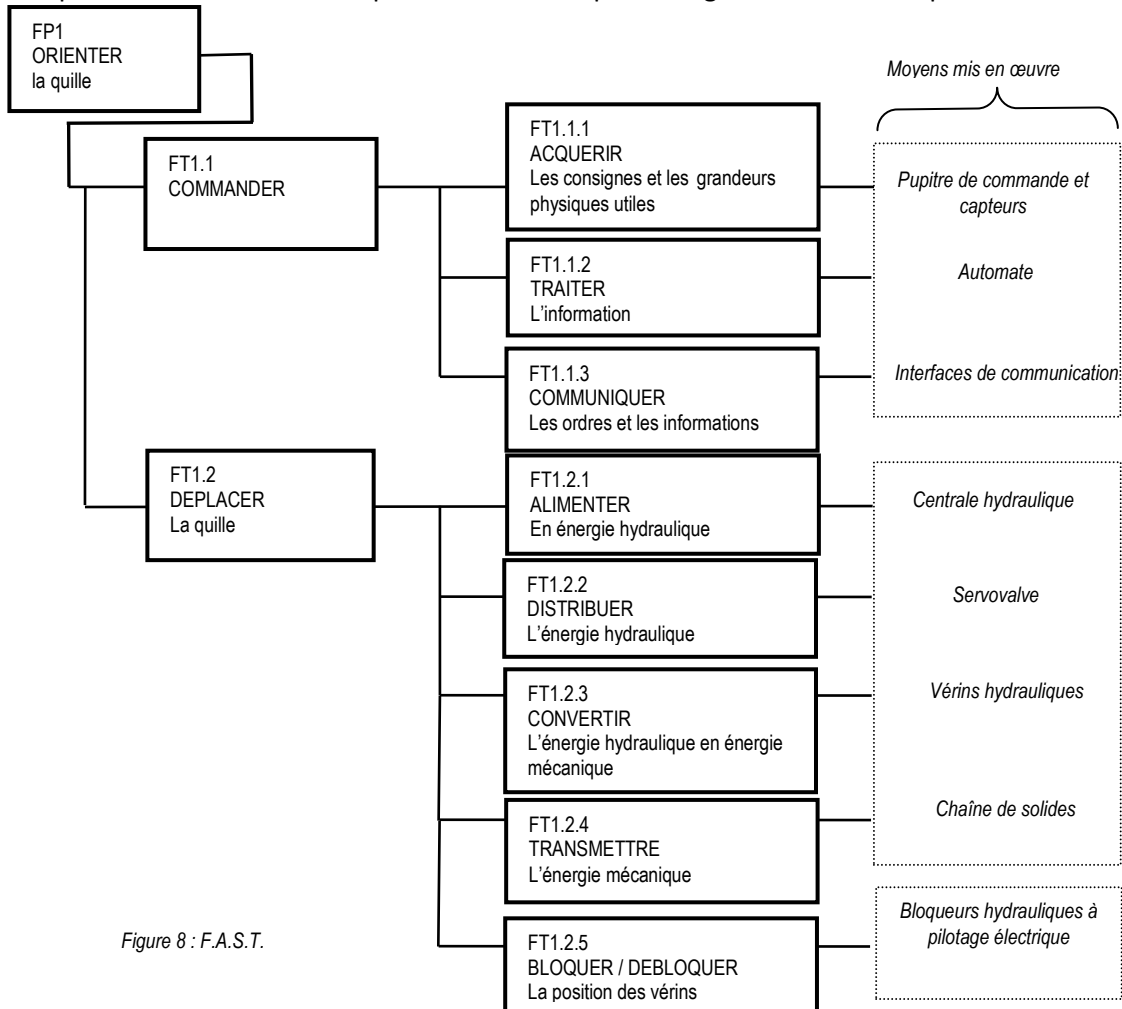 FP1
ORIENTER
la quille
Moyens mis en œuvre
FT1.1
COMMANDER
FT1.1.1
ACQUERIR
Les consignes et les grandeurs
physiques utiles
Pupitre de commande et
capteurs
FT1.1.2
TRAITER
L'information
Automate
FT1.1.3
COMMUNIQUER
Les ordres et les informations
Interfaces de communication
FT1.2
DEPLACER
La quille
FT1.2.1
ALIMENTER
En énergie hydraulique
Centrale hydraulique
FT1.2.2
DISTRIBUER
L'énergie hydraulique
Servovalve
FT1.2.3
CONVERTIR
L'énergie hydraulique en énergie
mécanique
Vérins hydrauliques
FT1.2.4
TRANSMETTRE
L'énergie mécanique
Chaîne de solides
FT1.2.5
BLOQUER / DEBLOQUER
La position des vérins
Bloqueurs hydrauliques à
pilotage électrique
Figure 8 : F.A.S.T.